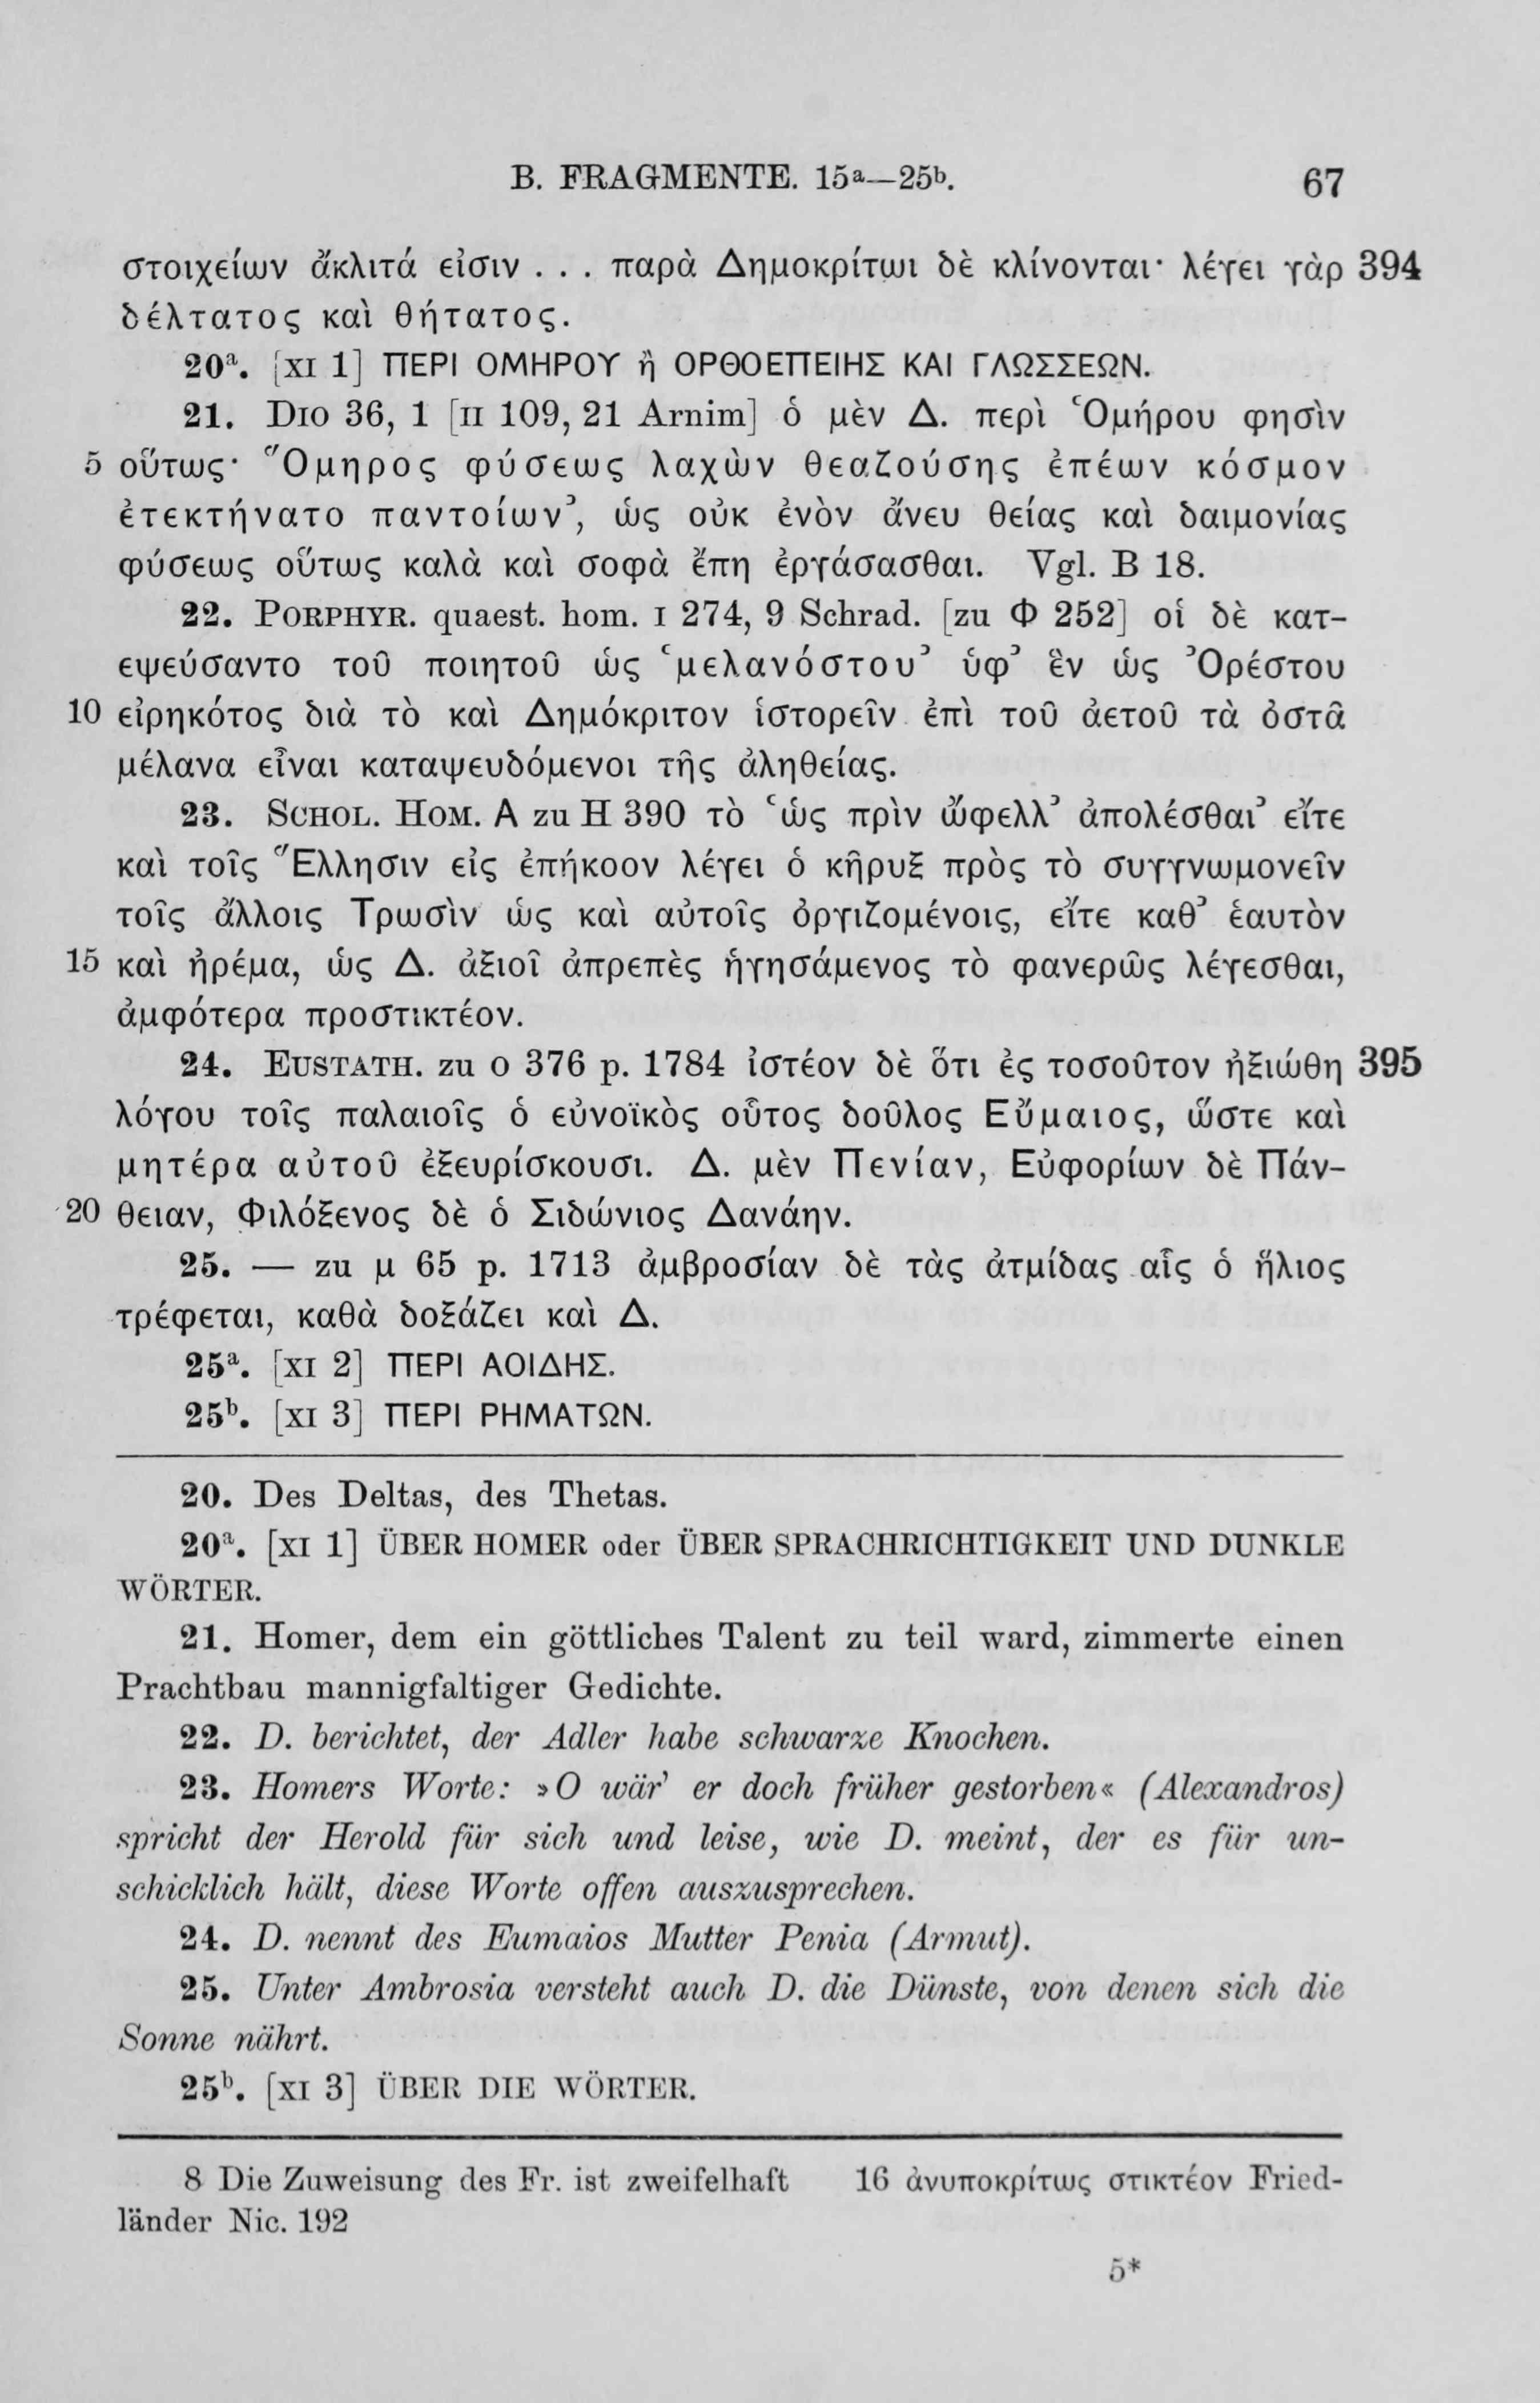 B. FRAGMENTE. 15ᵃ—25ᵇ. 67
στοιχείων ἄκλιτά εἰσιν . . . παρὰ Δημοκρίτωι δὲ κλίνονται· λέγει γὰρ 394
δέλτατος καὶ θήτατος.
20ᵃ. [XI 1] ΠΕΡΙ ΟΜΗΡΟΥ ἢ ΟΡΘΟΕΠΕΙΗΣ ΚΑΙ ΓΛΩΣΣΕΩΝ.
21. DIO 36, 1 [II 109, 21 Arnim] ὁ μὲν Δ. περὶ Ὁμήρου φησὶν
5 οὕτως· ‘Ὅμηρος φύσεως λαχὼν θεαζούσης ἐπέων κόσμον
ἐτεκτήνατο παντοίων’, ὡς οὐκ ἐνὸν ἄνευ θείας καὶ δαιμονίας
φύσεως οὕτως καλὰ καὶ σοφὰ ἔπη ἐργάσασθαι. Vgl. B 18.
22. PORPHYR. quaest. hom. I 274, 9 Schrad. [zu Φ 252] οἱ δὲ κατ-
εψεύσαντο τοῦ ποιητοῦ ὡς ‘μελανόστου’ ὑφ’ ἓν ὡς Ὀρέστου
10 εἰρηκότος διὰ τὸ καὶ Δημόκριτον ἱστορεῖν ἐπὶ τοῦ ἀετοῦ τὰ ὀστᾶ
μέλανα εἶναι καταψευδόμενοι τῆς ἀληθείας.
23. SCHOL. HOM. A zu H 390 τὸ ‘ὡς πρὶν ὤφελλ’ ἀπολέσθαι’ εἴτε
καὶ τοῖς Ἕλλησιν εἰς ἐπήκοον λέγει ὁ κῆρυξ πρὸς τὸ συγγνωμονεῖν
τοῖς ἄλλοις Τρωσὶν ὡς καὶ αὐτοῖς ὀργιζομένοις, εἴτε καθ’ ἑαυτὸν
15 καὶ ἠρέμα, ὡς Δ. ἀξιοῖ ἀπρεπὲς ἡγησάμενος τὸ φανερῶς λέγεσθαι,
ἀμφότερα προστικτέον.
24. EUSTATH. zu ο 376 p. 1784 ἰστέον δὲ ὅτι ἐς τοσοῦτον ἠξιώθη 395
λόγου τοῖς παλαιοῖς ὁ εὐνοϊκὸς οὗτος δοῦλος Εὔμαιος, ὥστε καὶ
μητέρα αὐτοῦ ἐξευρίσκουσι. Δ. μὲν Πενίαν, Εὐφορίων δὲ Πάν-
20 θειαν, Φιλόξενος δὲ ὁ Σιδώνιος Δανάην.
25. — zu μ 65 p. 1713 ἀμβροσίαν δὲ τὰς ἀτμίδας αἷς ὁ ἥλιος
τρέφεται, καθὰ δοξάζει καὶ Δ.
25ᵃ. [XI 2] ΠΕΡΙ ΑΟΙΔΗΣ.
25ᵇ. [XI 3] ΠΕΡΙ ΡΗΜΑΤΩΝ.
20. Des Deltas, des Thetas.
20ᵃ. [XI 1] ÜBER HOMER oder ÜBER SPRACHRICHTIGKEIT UND DUNKLE
WÖRTER.
21. Homer, dem ein göttliches Talent zu teil ward, zimmerte einen
Prachtbau mannigfaltiger Gedichte.
22. D. berichtet, der Adler habe schwarze Knochen.
23. Homers Worte: »O wär’ er doch früher gestorben« (Alexandros)
spricht der Herold für sich und leise, wie D. meint, der es für un-
schicklich hält, diese Worte offen auszusprechen.
24. D. nennt des Eumaios Mutter Penia (Armut).
25. Unter Ambrosia versteht auch D. die Dünste, von denen sich die
Sonne nährt.
25ᵇ. [XI 3] ÜBER DIE WÖRTER.
8 Die Zuweisung des Fr. ist zweifelhaft 16 ἀνυποκρίτως στικτέον Fried-
länder Nic. 192
5*